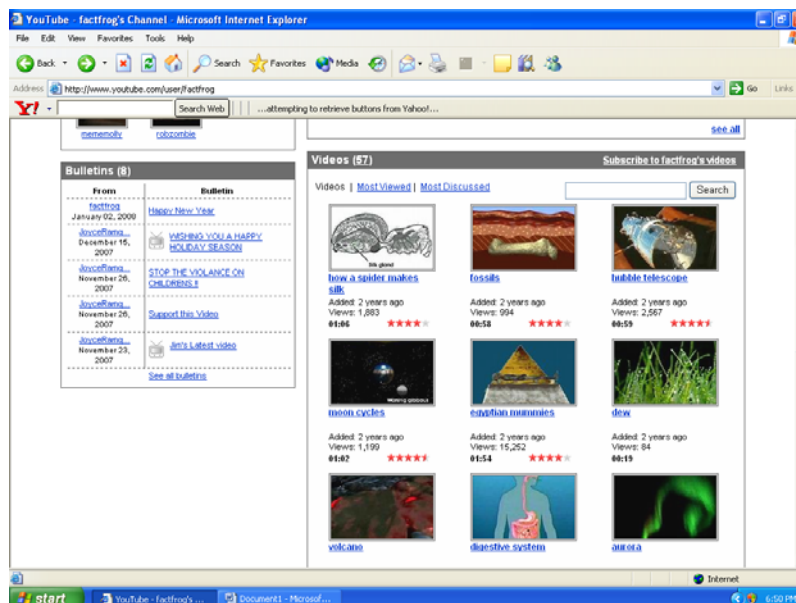 YouTube - factfrog's Channel - Microsoft Internet Explorer
File Edit View Favorites Tools Help
Back Search Favorites Media
Address http://www.youtube.com/user/factfrog Go Links
Y! Search Web ...attempting to retrieve buttons from Yahoo!...
mememolly robzombie
see all
Bulletins (8)
From Bulletin
factfrog
January 02, 2008
Happy New Year
JoyceRama...
December 15,
2007
WISHING YOU A HAPPY
HOLIDAY SEASON
JoyceRama...
November 26,
2007
STOP THE VIOLANCE ON
CHILDRENS !!
JoyceRama...
November 26,
2007
Support this Video
JoyceRama...
November 23,
2007
Jim's Latest video
See all bulletins
Videos (57) Subscribe to factfrog's videos
Videos | Most Viewed | Most Discussed Search
Silk gland
how a spider makes
silk
Added: 2 years ago
Views: 1,883
01:06
fossils
Added: 2 years ago
Views: 994
00:58
hubble telescope
Added: 2 years ago
Views: 2,567
00:59
Waning gibbous
moon cycles
Added: 2 years ago
Views: 1,199
01:02
egyptian mummies
Added: 2 years ago
Views: 15,252
01:54
dew
Added: 2 years ago
Views: 84
00:19
volcano
digestive system
aurora
Internet
start YouTube - factfrog's ... Document1 - Microsof... 6:50 PM